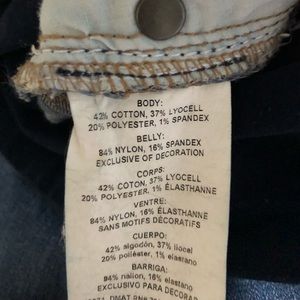 BODY:
42% COTTON, 37% LYOCELL
20% POLYESTER, 1% SPANDEX
BELLY:
84% NYLON, 16% SPANDEX
EXCLUSIVE OF DECORATION
CORPS:
42% COTON, 37% LYOCELL
20% POLYESTER, 1% ÉLASTHANNE
VENTRE:
84% NYLON, 16% ÉLASTHANNE
SANS MOTIFS DÉCORATIFS
CUERPO:
42% algodón, 37% liocel
20% poliéster, 1% elastano
BARRIGA:
84% nailon, 16% elastano
EXCLUSIVO PARA DECORAR